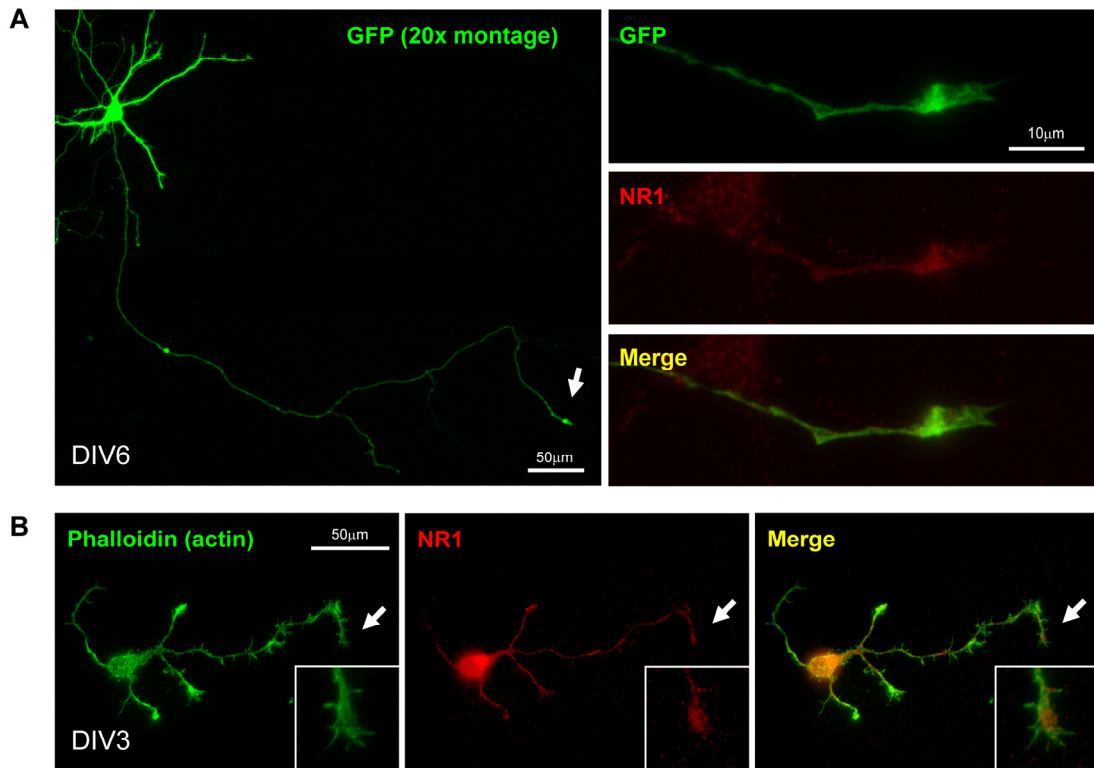 A
GFP (20x montage)
DIV6
50μm
GFP
10μm
NR1
Merge
B
Phalloidin (actin)
50μm
DIV3
NR1
Merge